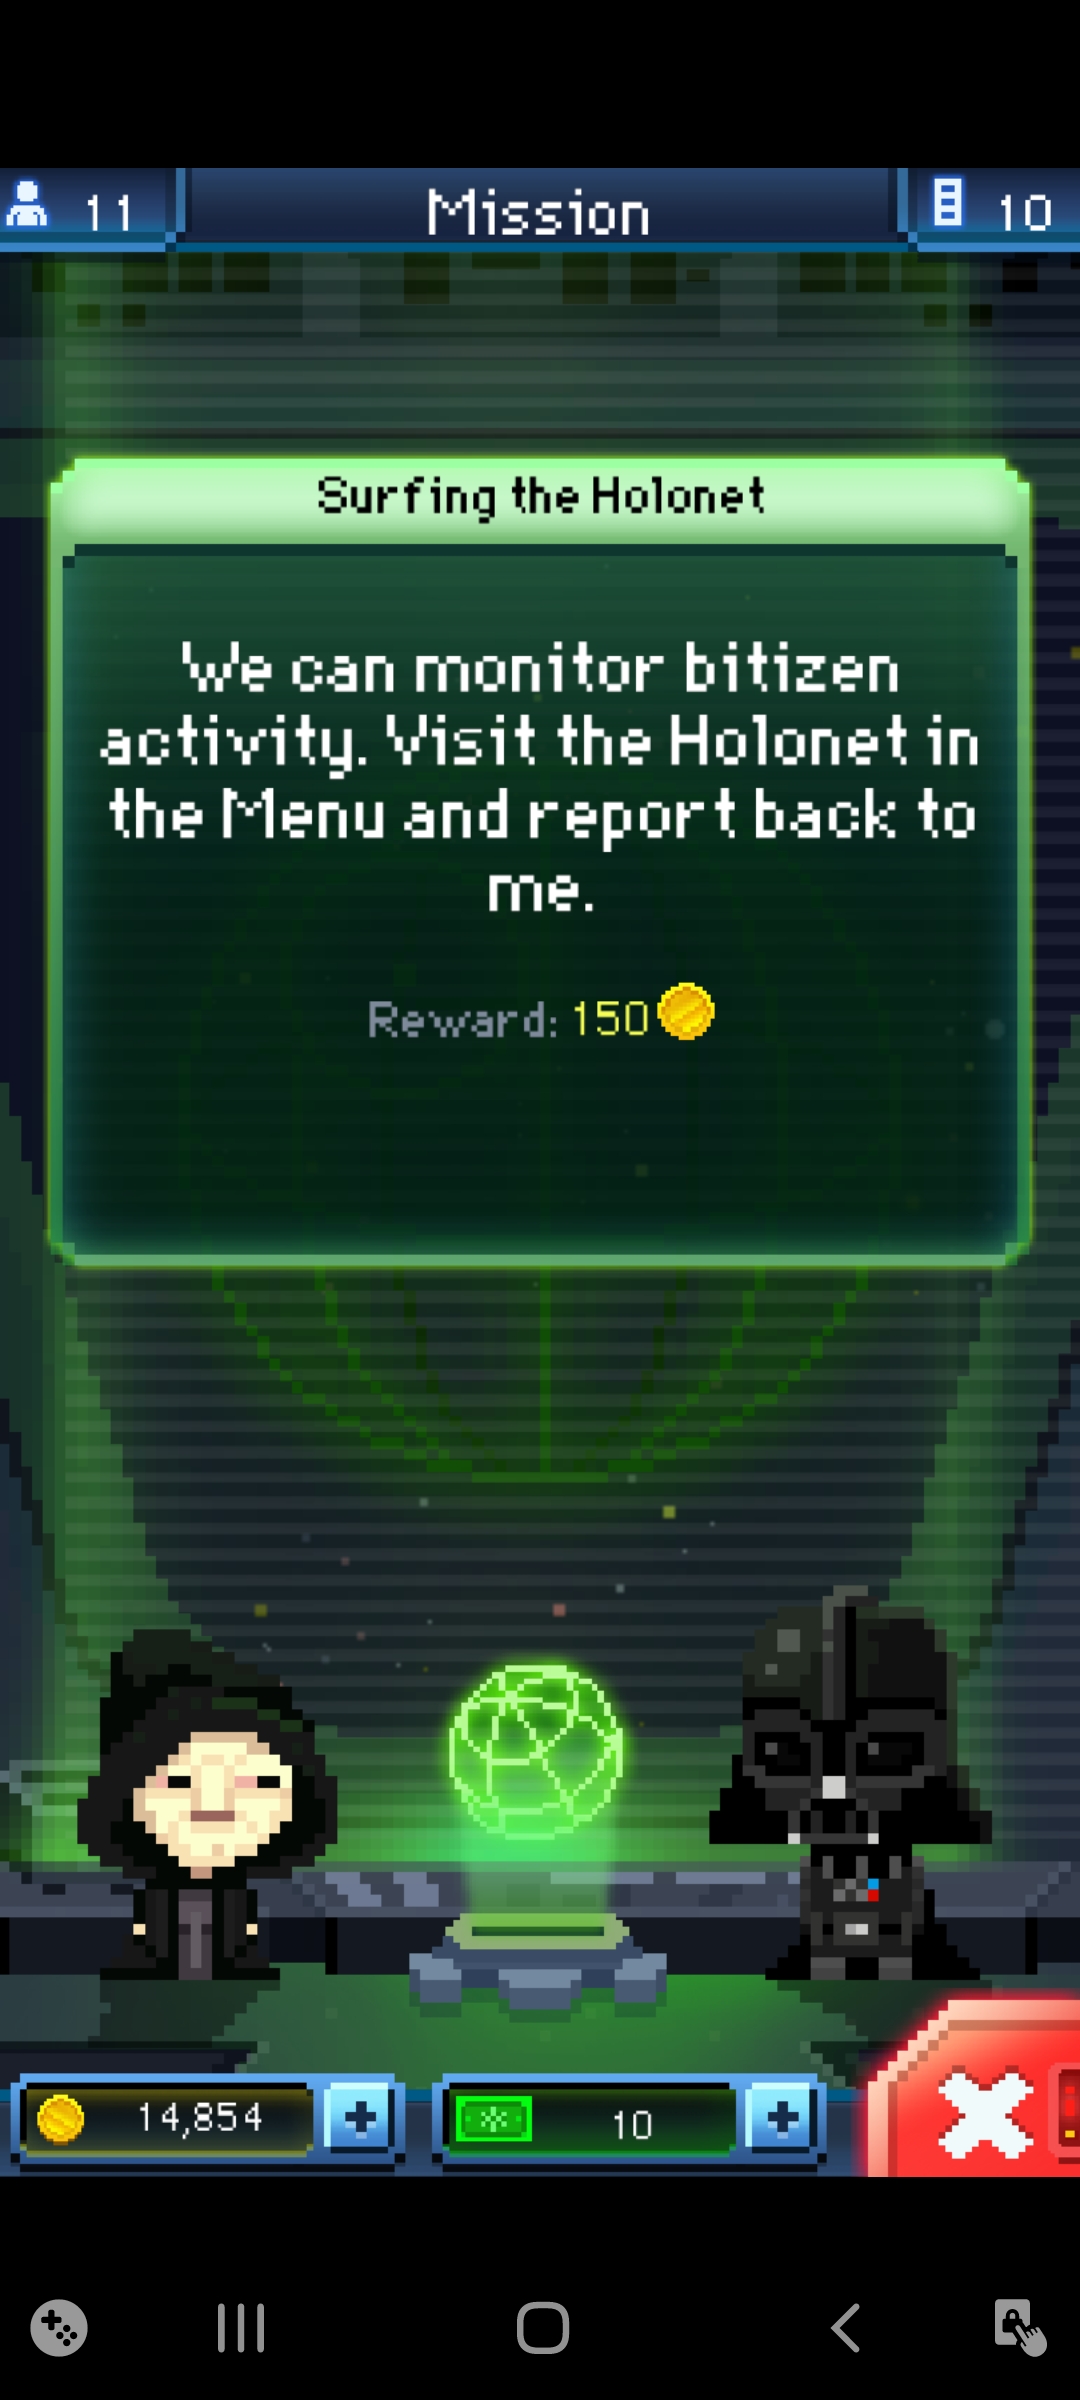 11
Mission
10
Surfing the Holonet
We can monitor bitizen
activity. Visit the Holonet in
the Menu and report back to
me.
Reward: 150
14,854
10